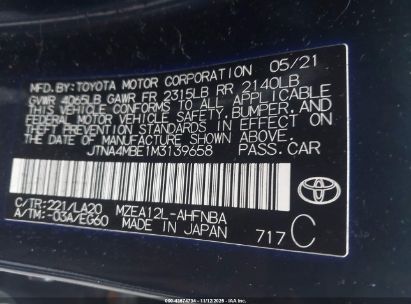 MFD.BY:TOYOTA MOTOR CORPORATION 05/21
GVWR 4065LB GAWR FR 2315LB RR 2140LB
THIS VEHICLE CONFORMS TO ALL APPLICABLE
FEDERAL MOTOR VEHICLE SAFETY, BUMPER, AND
THEFT PREVENTION STANDARDS IN EFFECT ON
THE DATE OF MANUFACTURE SHOWN ABOVE.
JTNA4MBE1M3139658 PASS.CAR
C/TR:221/LA20 MZEA12L-AHFNBA
A/TM:-03A/EG60 MADE IN JAPAN 717C
TOYOTA